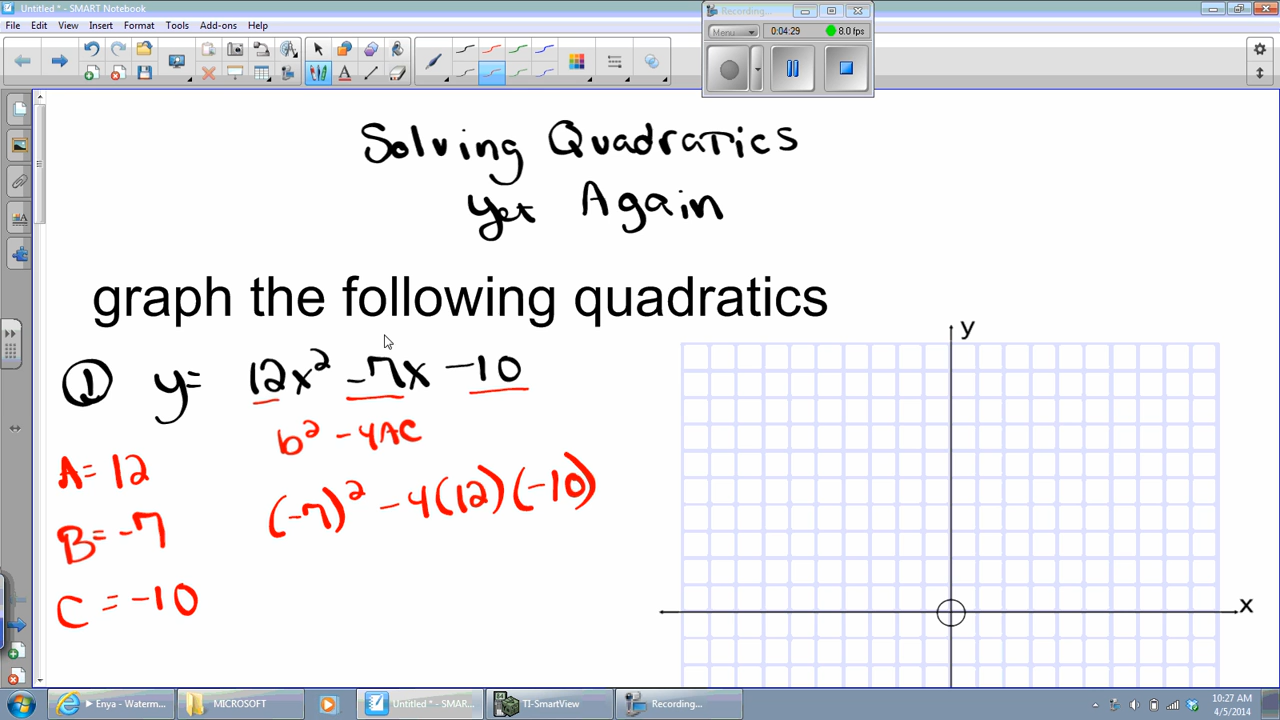 Untitled * - SMART Notebook
Recording...
File Edit View Insert Format Tools Add-ons Help
Menu 0:04:29 8.0 fps
Solving Quadratics
Yet Again
graph the following quadratics
y
① y= 12x² -7x -10
b² - 4AC
A= 12
(-7)² - 4(12)(-10)
B= -7
C = -10
x
Enya - Waterm... MICROSOFT Untitled * - SMAR... TI-SmartView Recording... 10:27 AM
4/5/2014